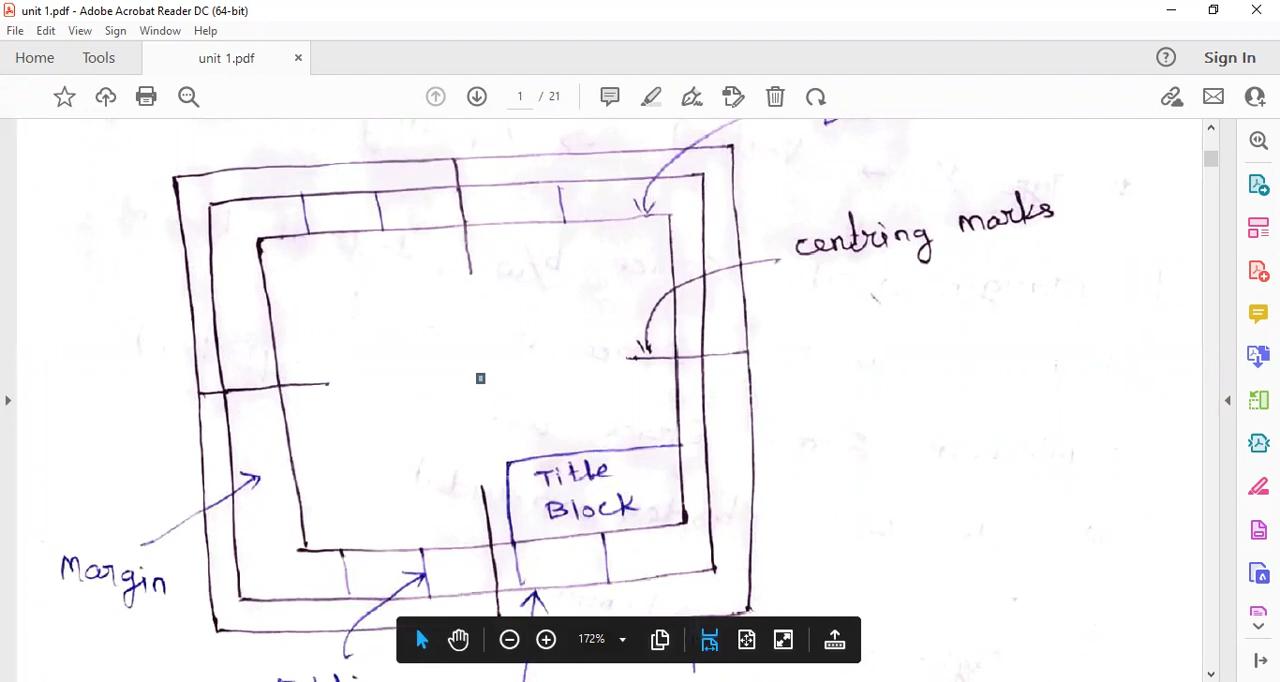 unit 1.pdf - Adobe Acrobat Reader DC (64-bit)
File Edit View Sign Window Help
Home Tools unit 1.pdf Sign In
1 / 21
centring marks
Title
Block
Margin
172%